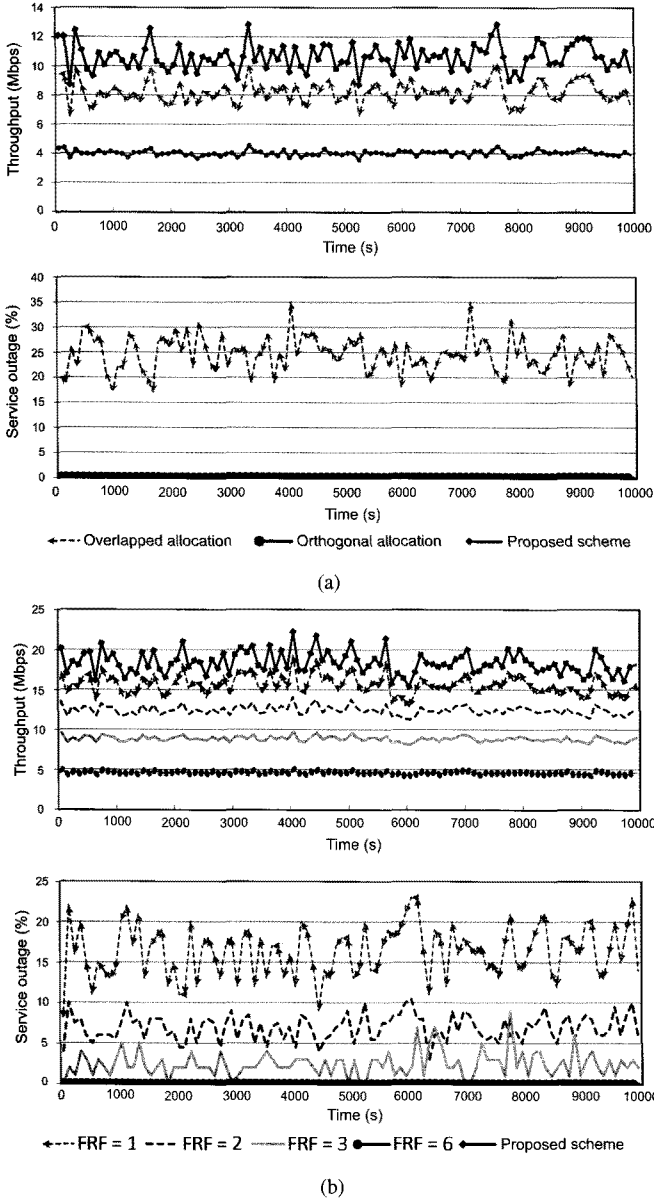 14
12
10
8
6
4
2
0
Throughput (Mbps)
0 1000 2000 3000 4000 5000 6000 7000 8000 9000 10000
Time (s)
40
35
30
25
20
15
10
5
0
Service outage (%)
0 1000 2000 3000 4000 5000 6000 7000 8000 9000 10000
Time (s)
Overlapped allocation Orthogonal allocation Proposed scheme
(a)
25
20
15
10
5
0
Throughput (Mbps)
0 1000 2000 3000 4000 5000 6000 7000 8000 9000 10000
Time (s)
25
20
15
10
5
0
Service outage (%)
0 1000 2000 3000 4000 5000 6000 7000 8000 9000 10000
Time (s)
FRF = 1 FRF = 2 FRF = 3 FRF = 6 Proposed scheme
(b)